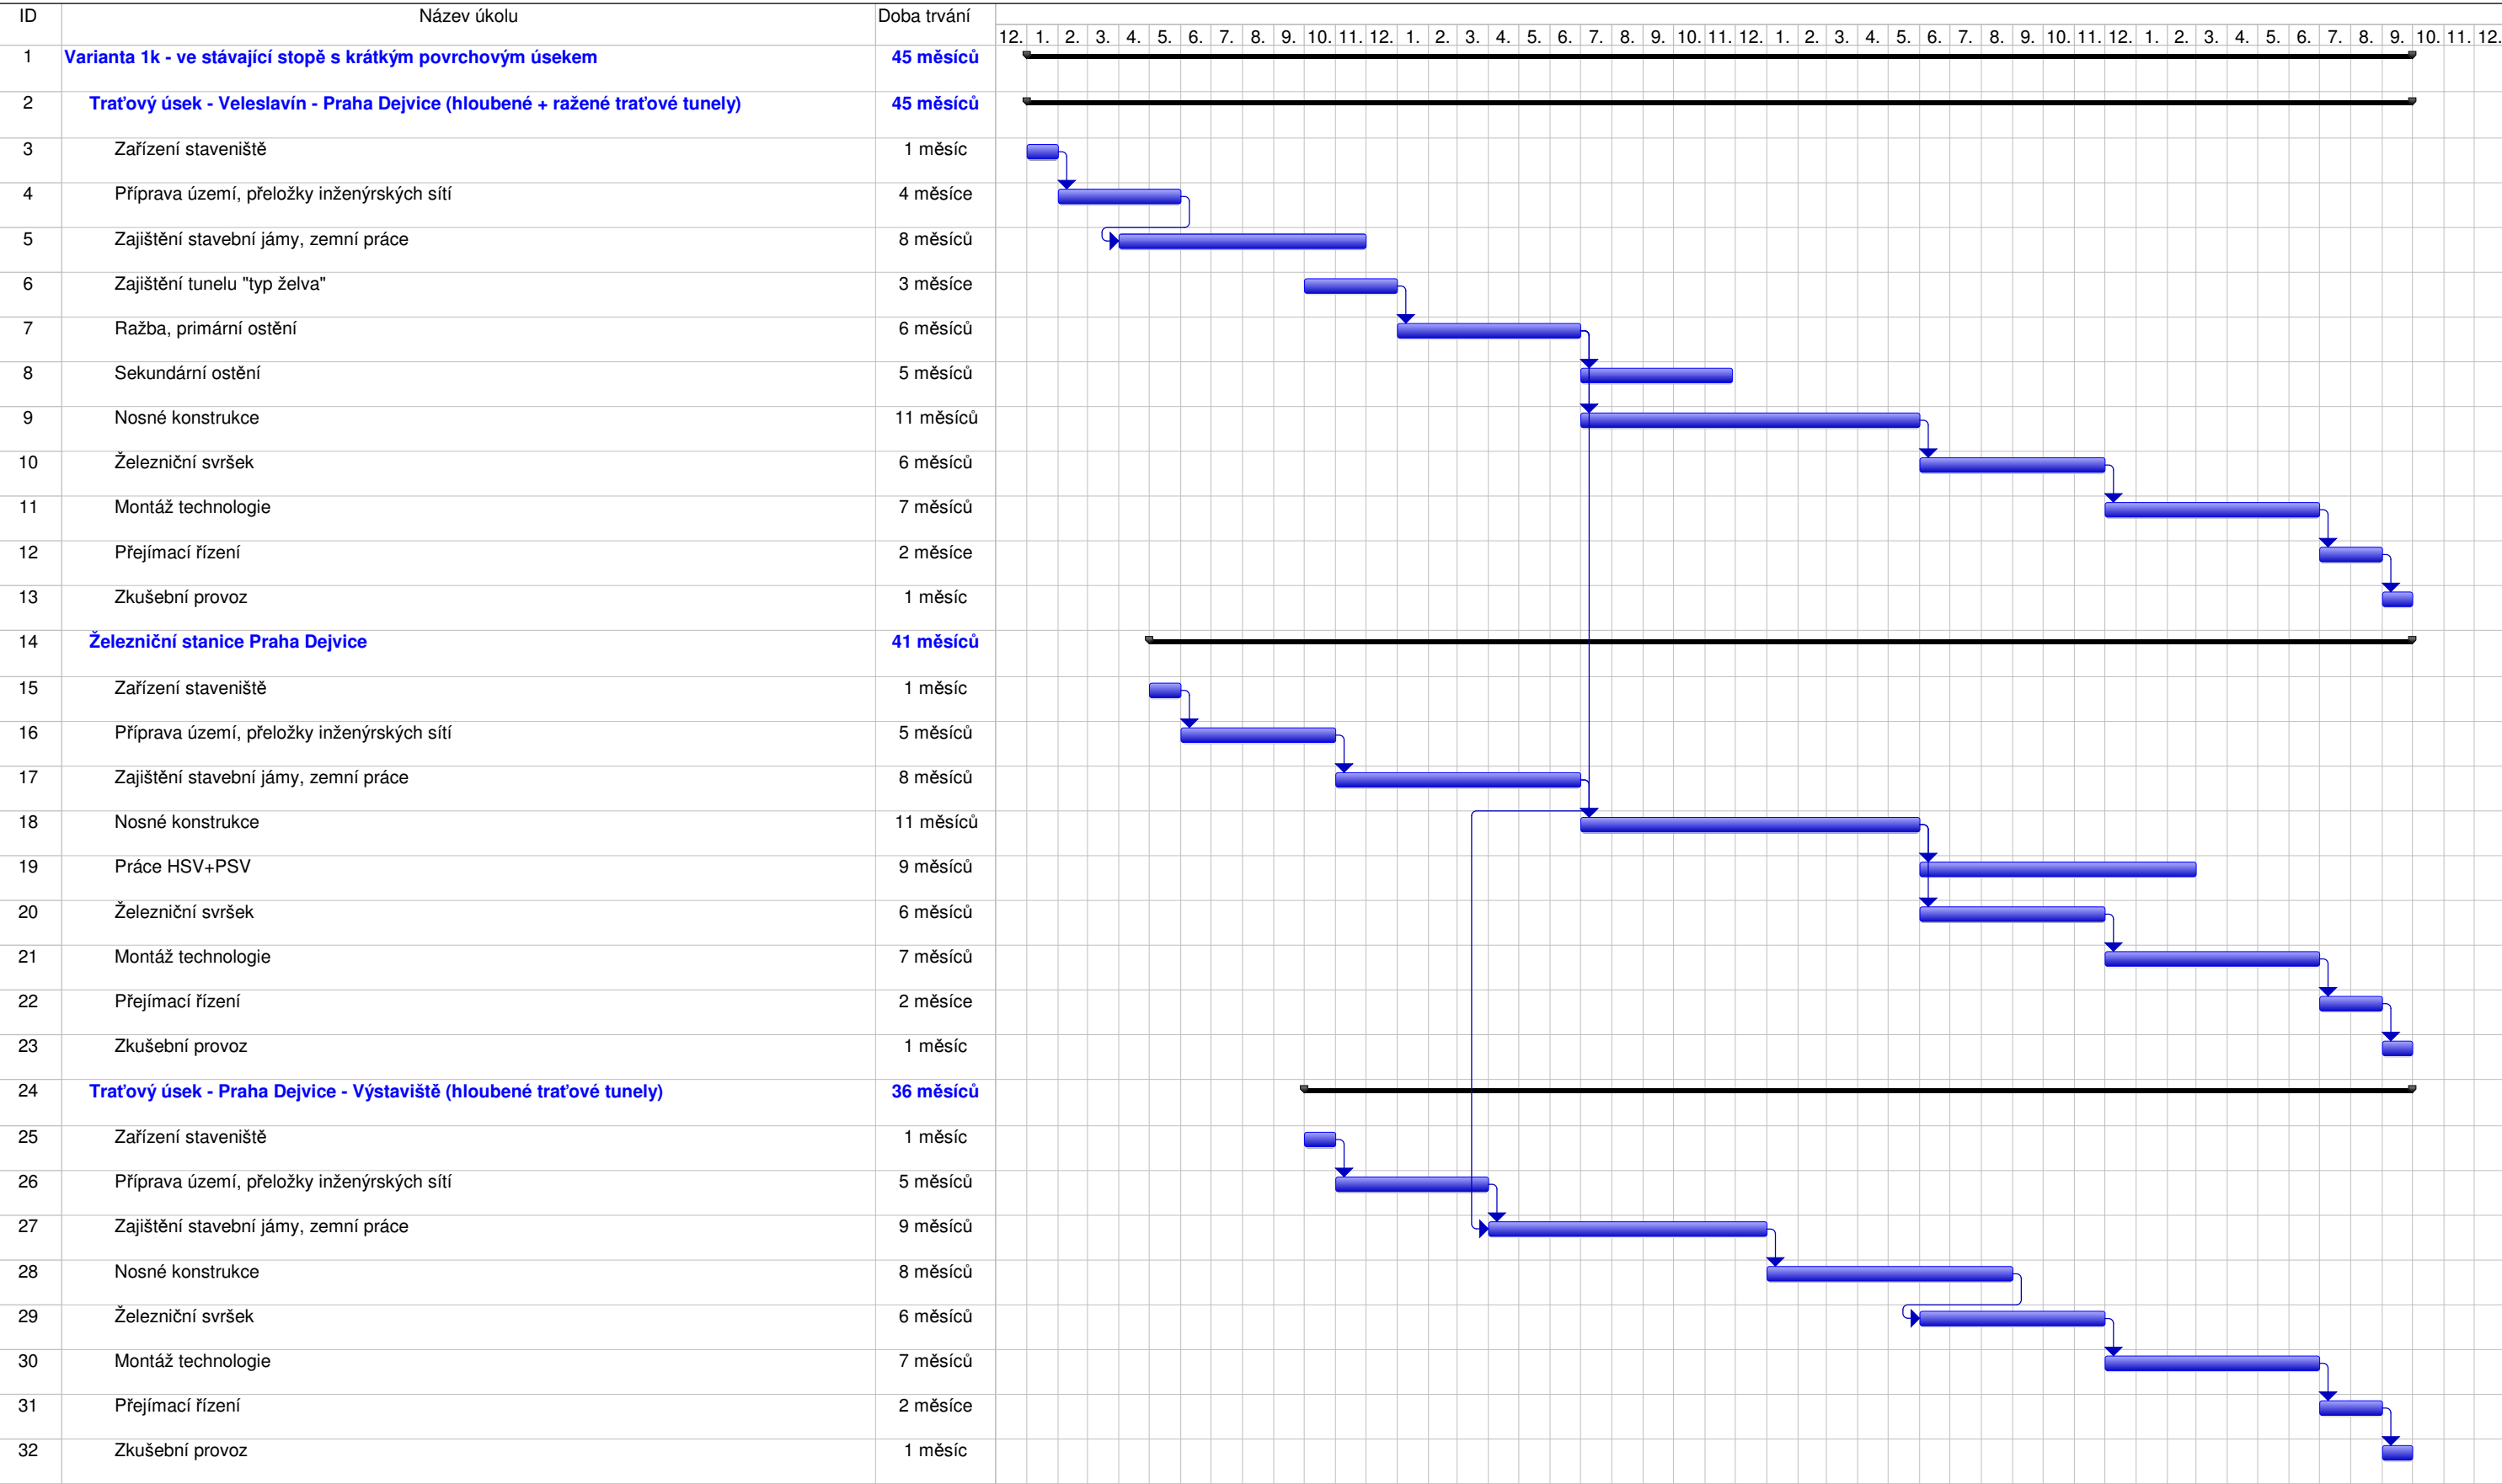 ID Název úkolu Doba trvání
12. 1. 2. 3. 4. 5. 6. 7. 8. 9. 10. 11. 12. 1. 2. 3. 4. 5. 6. 7. 8. 9. 10. 11. 12. 1. 2. 3. 4. 5. 6. 7. 8. 9. 10. 11. 12. 1. 2. 3. 4. 5. 6. 7. 8. 9. 10. 11. 12.
1 Varianta 1k - ve stávající stopě s krátkým povrchovým úsekem 45 měsíců
2 Traťový úsek - Veleslavín - Praha Dejvice (hloubené + ražené traťové tunely) 45 měsíců
3 Zařízení staveniště 1 měsíc
4 Příprava území, přeložky inženýrských sítí 4 měsíce
5 Zajištění stavební jámy, zemní práce 8 měsíců
6 Zajištění tunelu "typ želva" 3 měsíce
7 Ražba, primární ostění 6 měsíců
8 Sekundární ostění 5 měsíců
9 Nosné konstrukce 11 měsíců
10 Železniční svršek 6 měsíců
11 Montáž technologie 7 měsíců
12 Přejímací řízení 2 měsíce
13 Zkušební provoz 1 měsíc
14 Železniční stanice Praha Dejvice 41 měsíců
15 Zařízení staveniště 1 měsíc
16 Příprava území, přeložky inženýrských sítí 5 měsíců
17 Zajištění stavební jámy, zemní práce 8 měsíců
18 Nosné konstrukce 11 měsíců
19 Práce HSV+PSV 9 měsíců
20 Železniční svršek 6 měsíců
21 Montáž technologie 7 měsíců
22 Přejímací řízení 2 měsíce
23 Zkušební provoz 1 měsíc
24 Traťový úsek - Praha Dejvice - Výstaviště (hloubené traťové tunely) 36 měsíců
25 Zařízení staveniště 1 měsíc
26 Příprava území, přeložky inženýrských sítí 5 měsíců
27 Zajištění stavební jámy, zemní práce 9 měsíců
28 Nosné konstrukce 8 měsíců
29 Železniční svršek 6 měsíců
30 Montáž technologie 7 měsíců
31 Přejímací řízení 2 měsíce
32 Zkušební provoz 1 měsíc